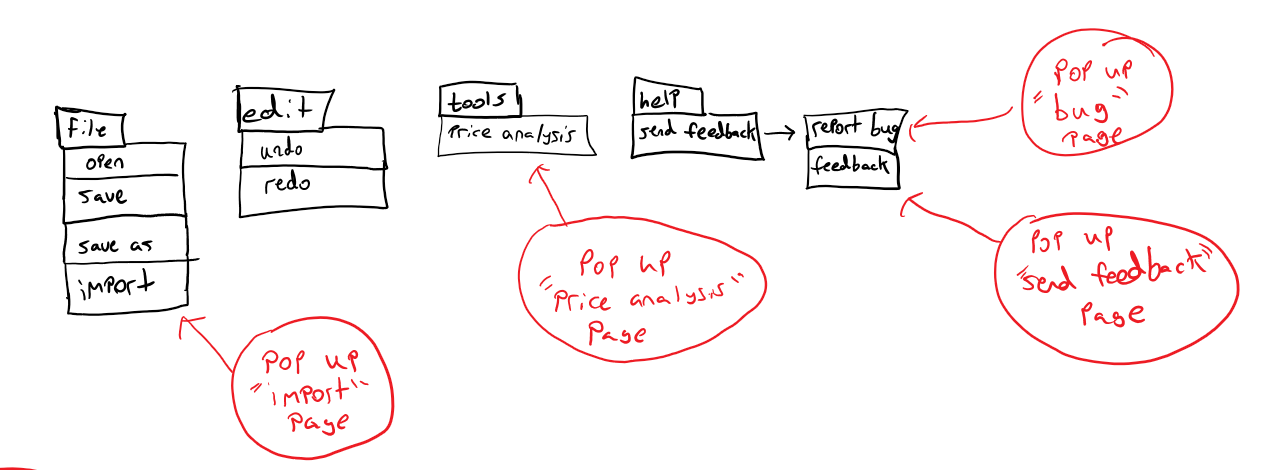 File
open
save
save as
import
edit
undo
redo
tools
Price analysis
help
send feedback
report bug
feedback
Pop up
"import"
Page
Pop up
"Price analysis"
Page
Pop up
"bug"
Page
Pop up
"send feedback"
Page